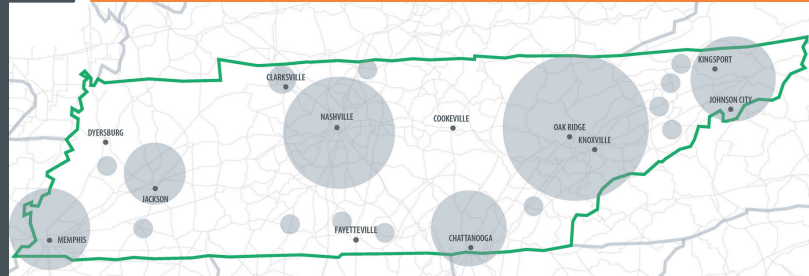 KINGSPORT
CLARKSVILLE
JOHNSON CITY
NASHVILLE
COOKEVILLE
OAK RIDGE
DYERSBURG
KNOXVILLE
JACKSON
FAYETTEVILLE
CHATTANOOGA
MEMPHIS